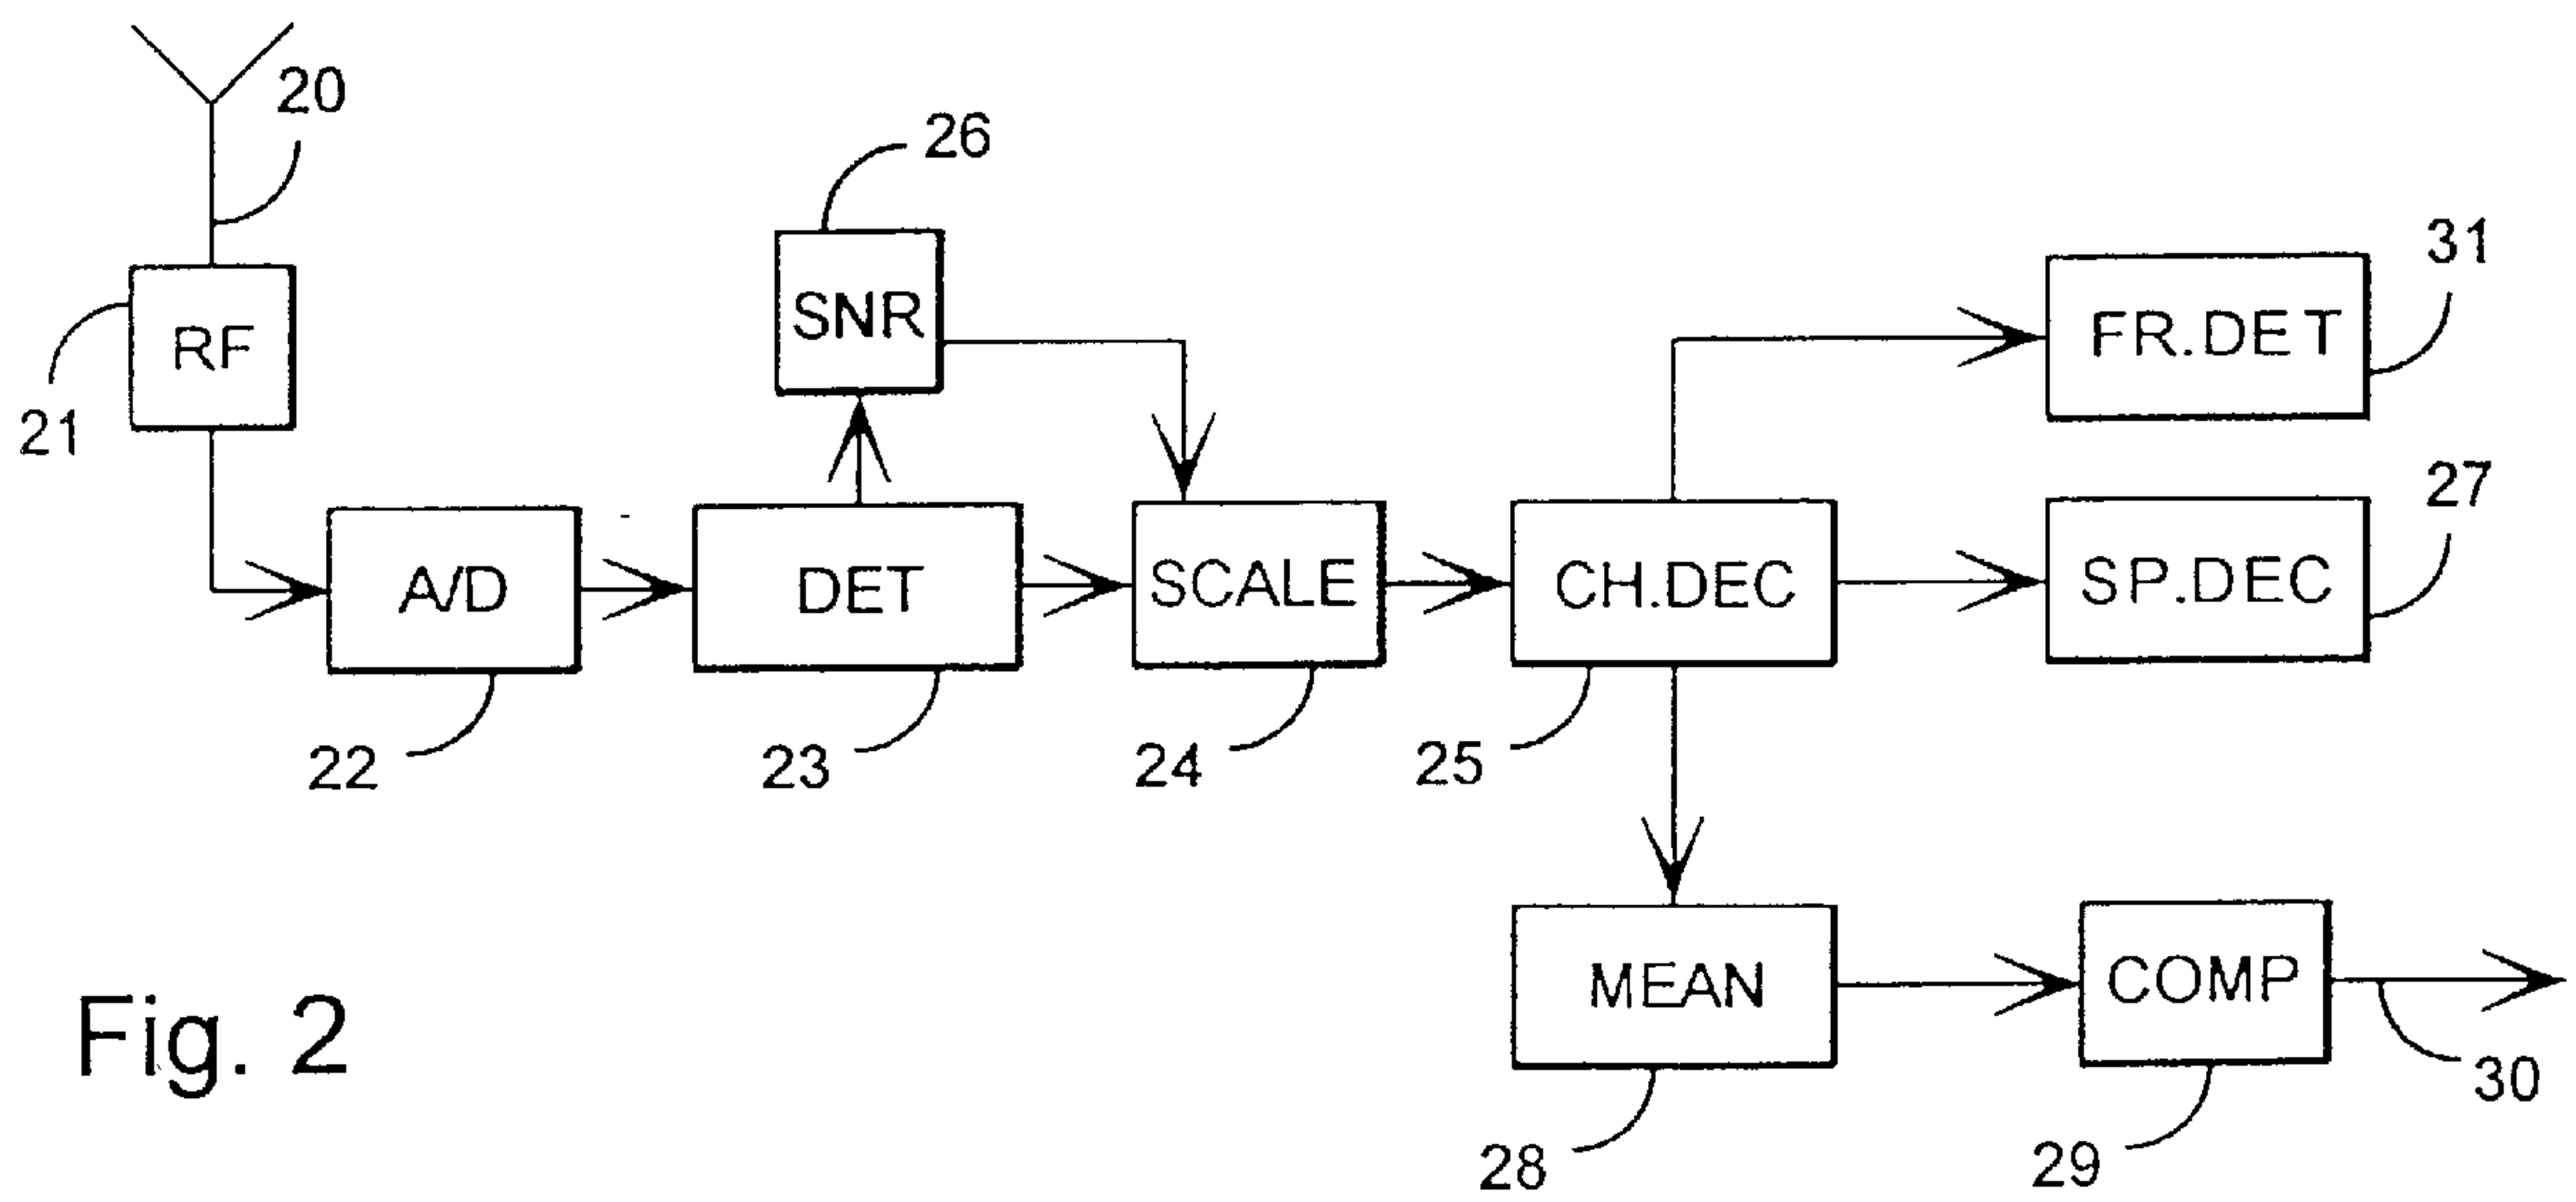 20
26
31
SNR
FR.DET
RF
21
27
A/D
DET
SCALE
CH.DEC
SP.DEC
22
23
24
25
MEAN
COMP
Fig. 2
30
28
29